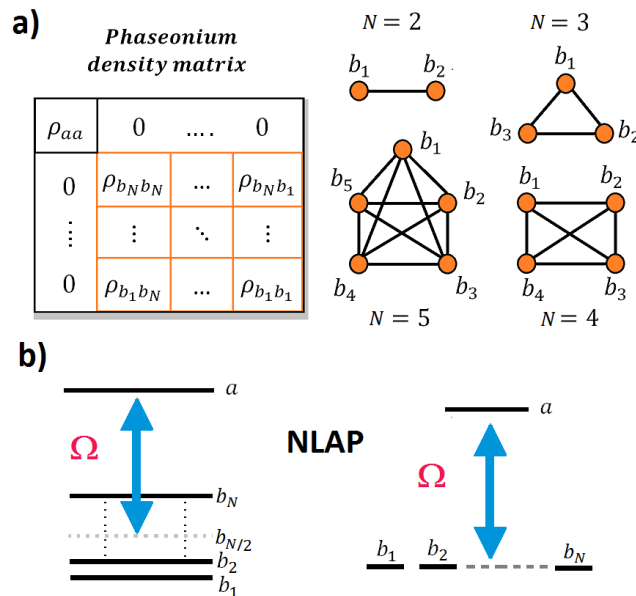 a)
Phaseonium
density matrix
ρaa 0 .... 0
0 ρbNbN ... ρbNb1
⋮ ⋮ ⋱ ⋮
0 ρb1bN ... ρb1b1
N = 2
b1 b2
N = 3
b1
b3 b2
b1
b5 b2
b4 b3
N = 5
b1 b2
b4 b3
N = 4
b)
a
Ω
bN
bN/2
b2
b1
NLAP
a
Ω
b1 b2 bN